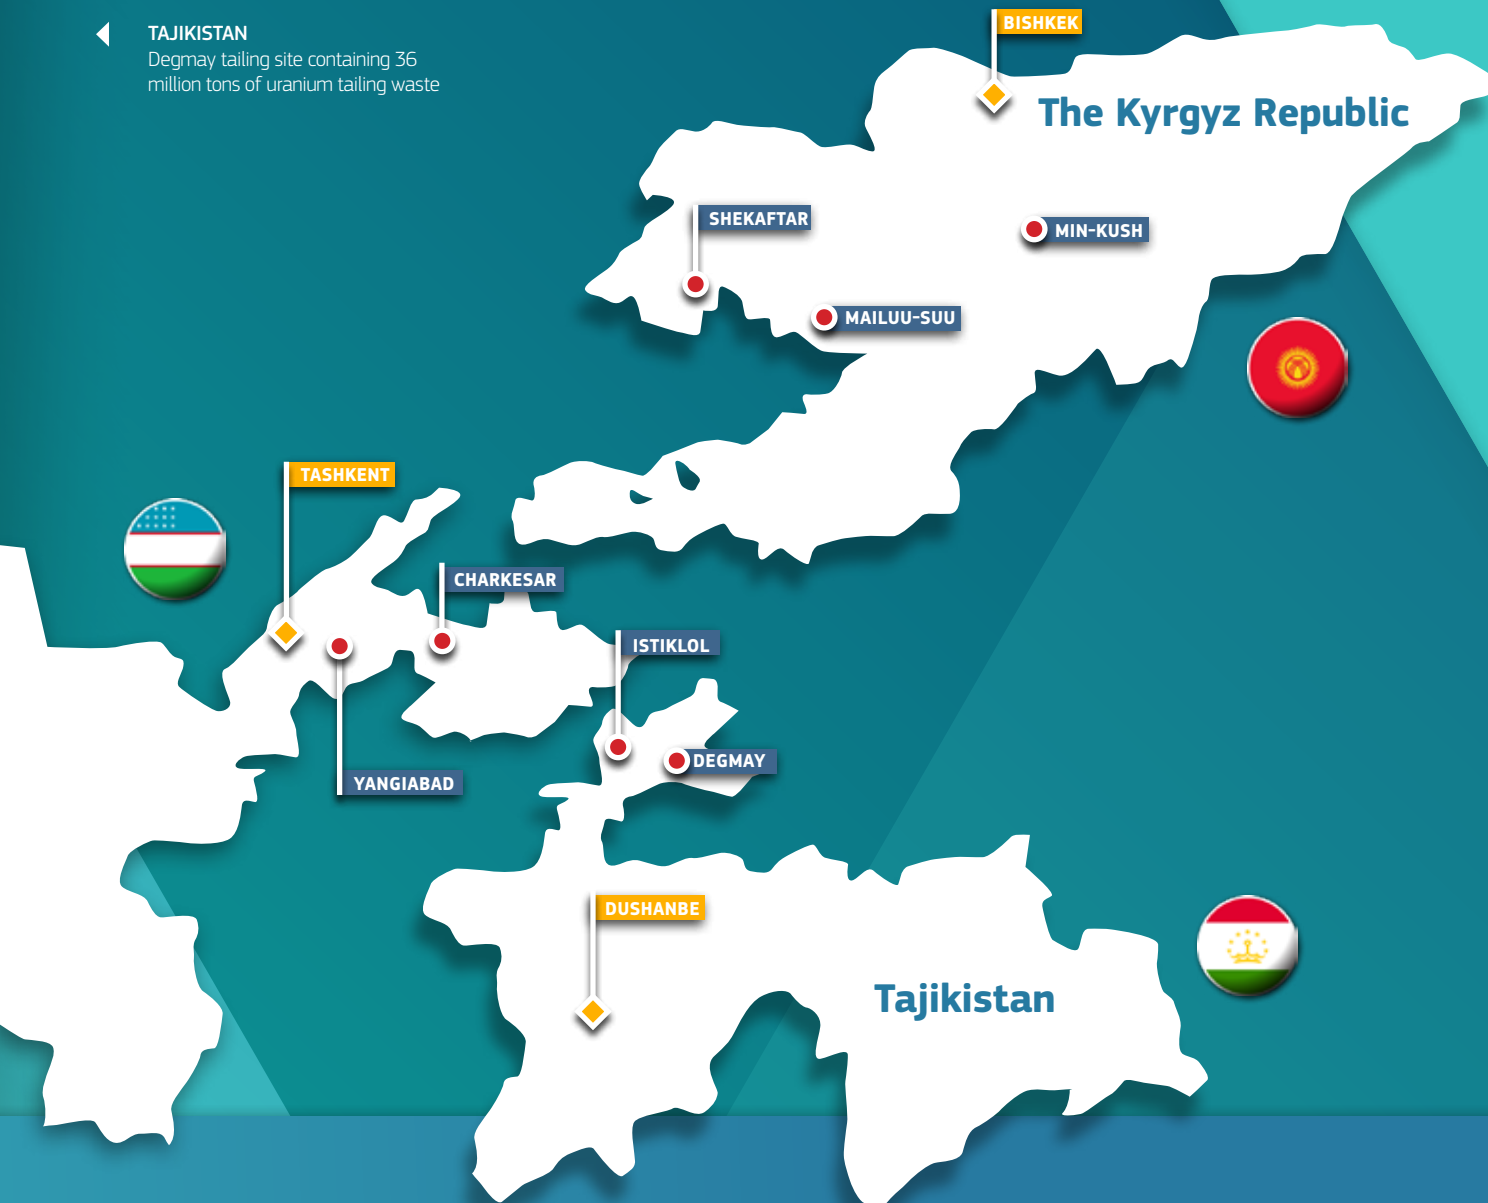 TAJIKISTAN
Degmay tailing site containing 36
million tons of uranium tailing waste
BISHKEK
The Kyrgyz Republic
SHEKAFTAR
MIN-KUSH
MAILUU-SUU
TASHKENT
CHARKESAR
ISTIKLOL
DEGMAY
YANGIABAD
DUSHANBE
Tajikistan